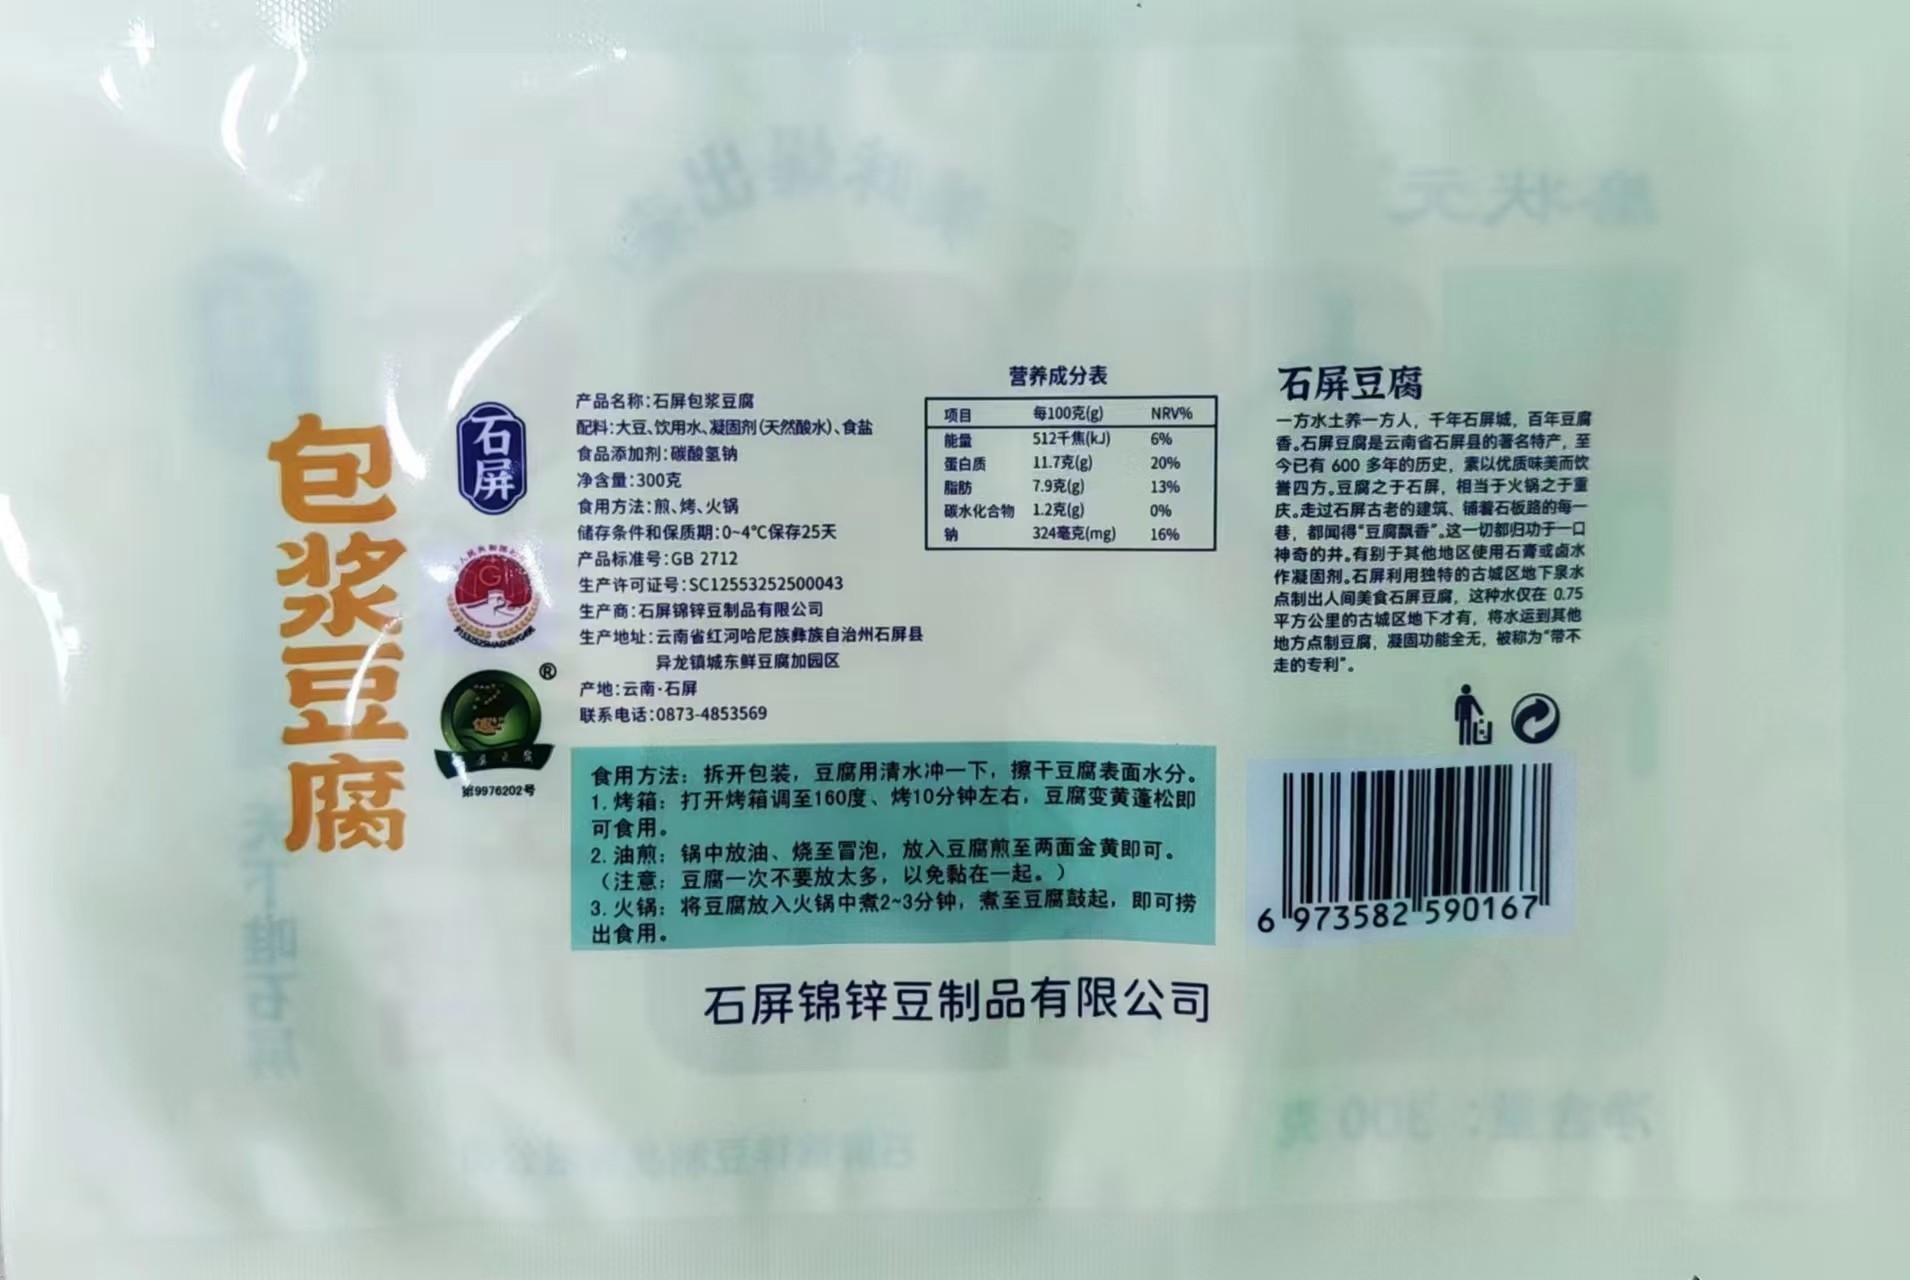 包浆豆腐
石屏
®
第9976202号
产品名称:石屏包浆豆腐
配料:大豆、饮用水、凝固剂(天然酸水)、食盐
食品添加剂:碳酸氢钠
净含量:300克
食用方法:煎、烤、火锅
储存条件和保质期:0~4℃保存25天
产品标准号:GB 2712
生产许可证号:SC12553252500043
生产商:石屏锦锌豆制品有限公司
生产地址:云南省红河哈尼族彝族自治州石屏县
异龙镇城东鲜豆腐加园区
产地:云南·石屏
联系电话:0873-4853569
营养成分表
项目 每100克(g) NRV%
能量 512千焦(kJ) 6%
蛋白质 11.7克(g) 20%
脂肪 7.9克(g) 13%
碳水化合物 1.2克(g) 0%
钠 324毫克(mg) 16%
石屏豆腐
一方水土养一方人，千年石屏城，百年豆腐
香。石屏豆腐是云南省石屏县的著名特产，至
今已有 600 多年的历史，素以优质味美而饮
誉四方。豆腐之于石屏，相当于火锅之于重
庆。走过石屏古老的建筑、铺着石板路的每一
巷，都闻得“豆腐飘香”。这一切都归功于一口
神奇的井。有别于其他地区使用石膏或卤水
作凝固剂。石屏利用独特的古城区地下泉水
点制出人间美食石屏豆腐，这种水仅在 0.75
平方公里的古城区地下才有，将水运到其他
地方点制豆腐，凝固功能全无，被称为“带不
走的专利”。
食用方法：拆开包装，豆腐用清水冲一下，擦干豆腐表面水分。
1. 烤箱：打开烤箱调至160度、烤10分钟左右，豆腐变黄蓬松即
可食用。
2. 油煎：锅中放油、烧至冒泡，放入豆腐煎至两面金黄即可。
（注意：豆腐一次不要放太多，以免黏在一起。）
3. 火锅：将豆腐放入火锅中煮2~3分钟，煮至豆腐鼓起，即可捞
出食用。
6 973582 590167
石屏锦锌豆制品有限公司